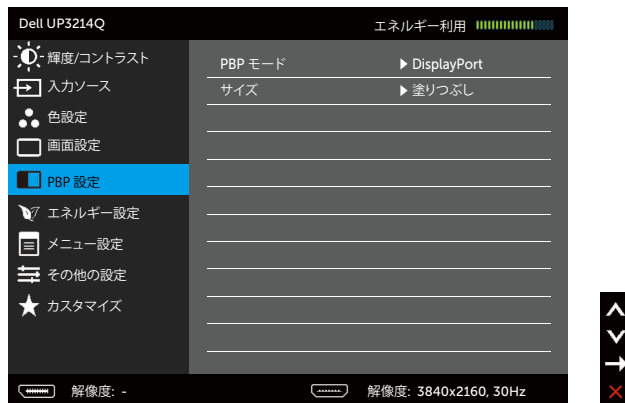 Dell UP3214Q エネルギー利用
輝度/コントラスト
入力ソース
色設定
画面設定
PBP 設定
エネルギー設定
メニュー設定
その他の設定
カスタマイズ
PBP モード DisplayPort
サイズ 塗りつぶし
解像度: - 解像度: 3840x2160, 30Hz